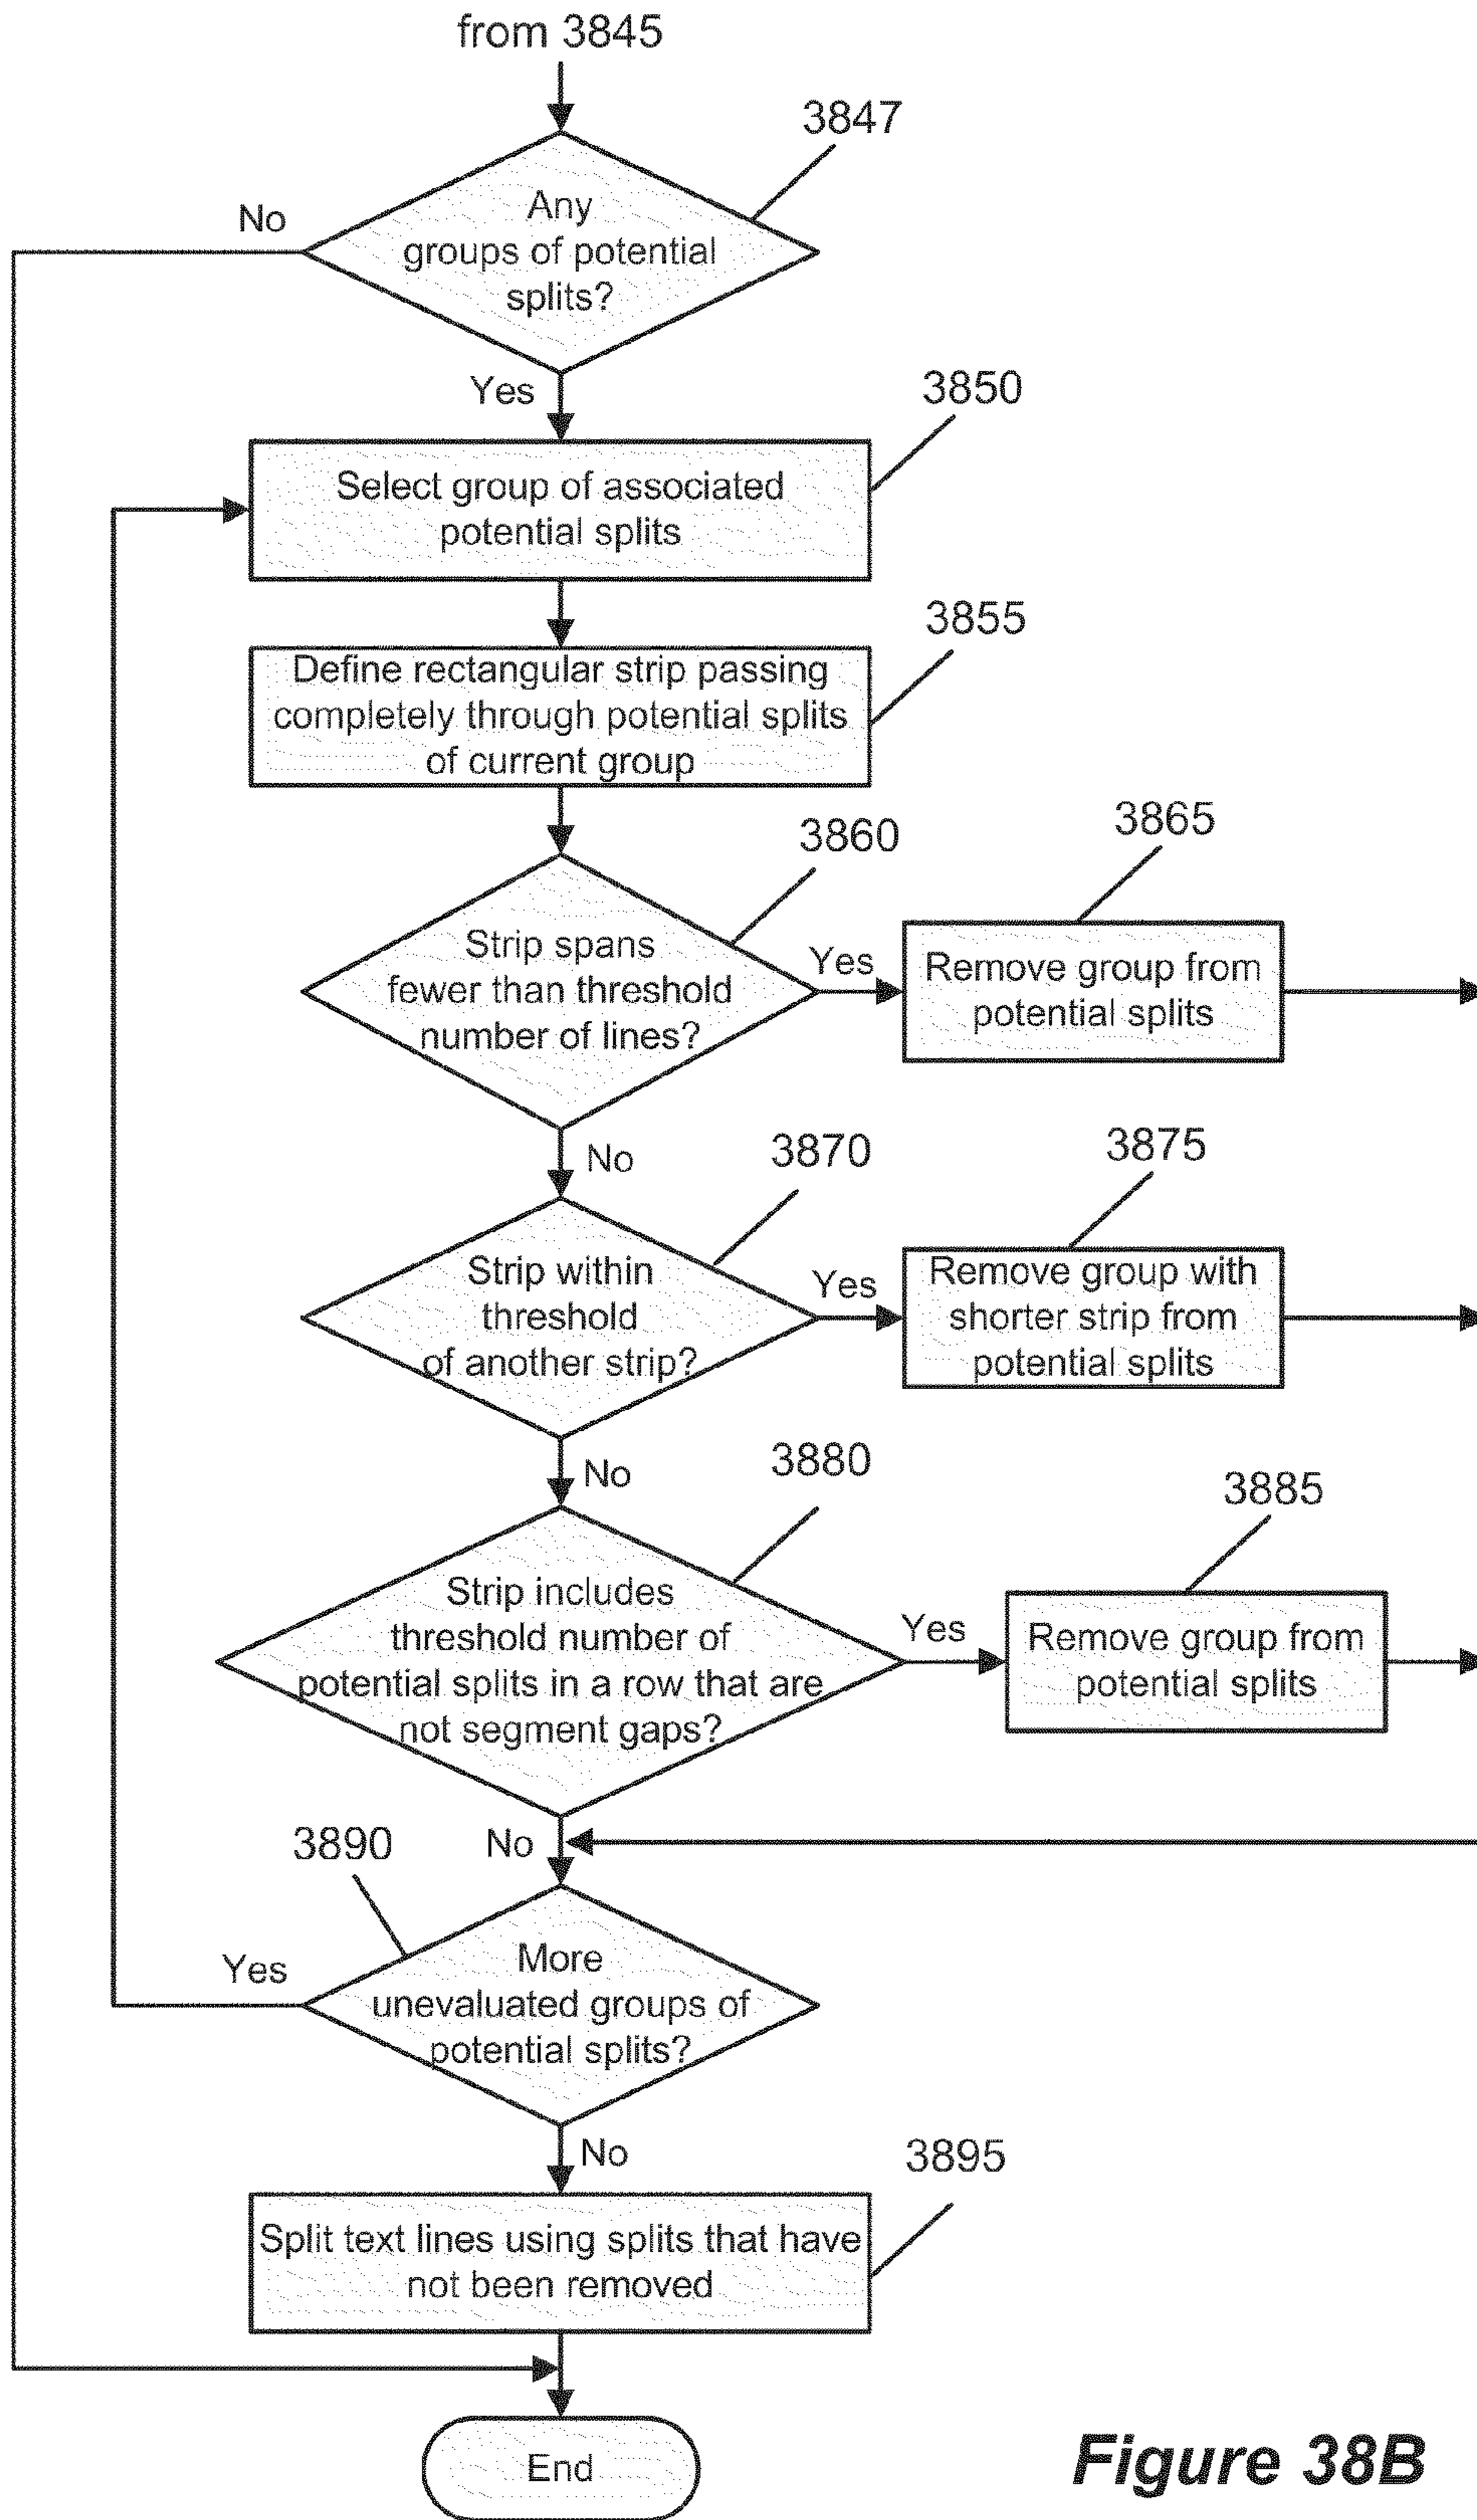 from 3845
3847
No
Any
groups of potential
splits?
Yes
3850
Select group of associated
potential splits
3855
Define rectangular strip passing
completely through potential splits
of current group
3860
3865
Strip spans
fewer than threshold
number of lines?
Yes
Remove group from
potential splits
No
3870
3875
Strip within
threshold
of another strip?
Yes
Remove group with
shorter strip from
potential splits
No
3880
3885
Strip includes
threshold number of
potential splits in a row that are
not segment gaps?
Yes
Remove group from
potential splits
No
3890
Yes
More
unevaluated groups of
potential splits?
No
3895
Split text lines using splits that have
not been removed
End
Figure 38B